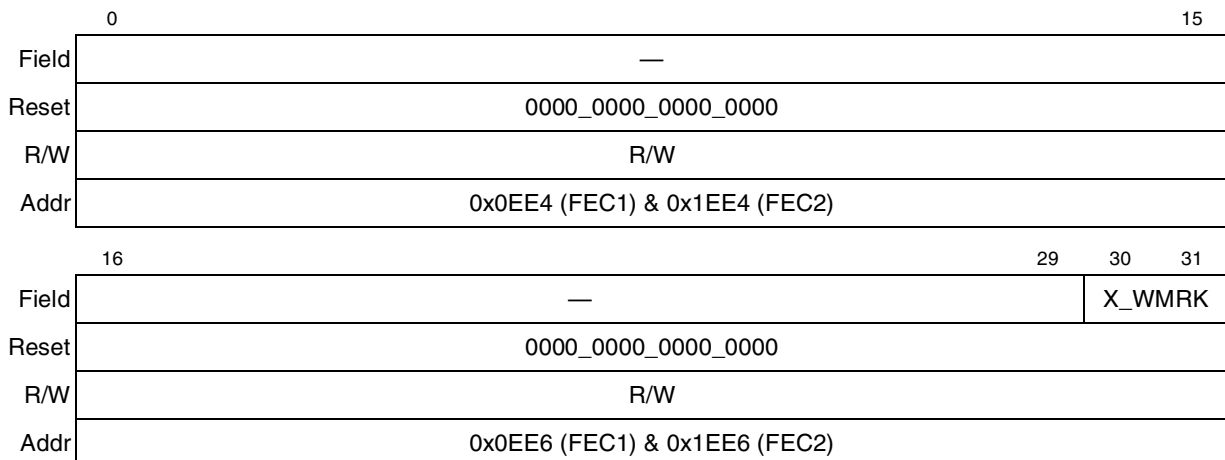 0 15
Field —
Reset 0000_0000_0000_0000
R/W R/W
Addr 0x0EE4 (FEC1) & 0x1EE4 (FEC2)
16 29 30 31
Field — X_WMRK
Reset 0000_0000_0000_0000
R/W R/W
Addr 0x0EE6 (FEC1) & 0x1EE6 (FEC2)